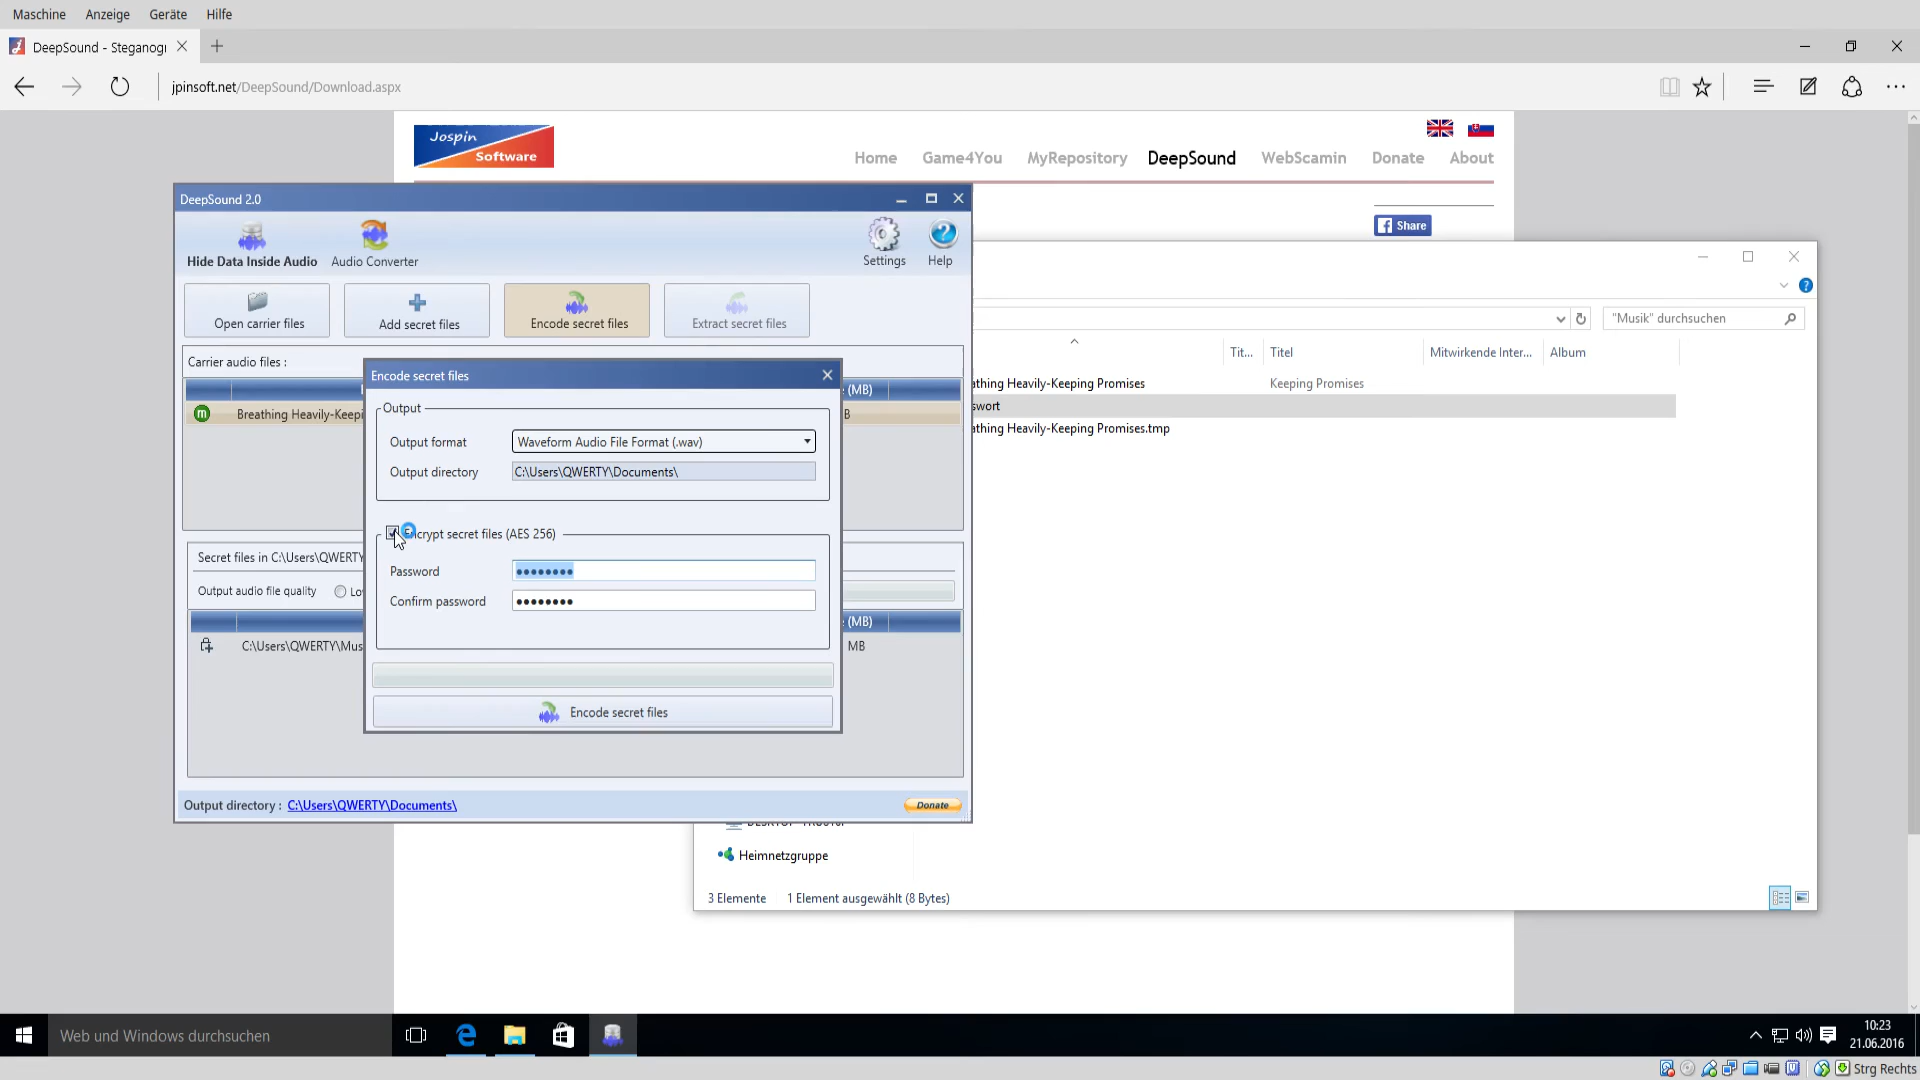 Maschine Anzeige Geräte Hilfe
DeepSound - Steganogr
jpinsoft.net/DeepSound/Download.aspx
Jospin
Software
Home Game4You MyRepository DeepSound WebScamin Donate About
Share
DeepSound 2.0
Hide Data Inside Audio Audio Converter Settings Help
Open carrier files Add secret files Encode secret files Extract secret files
Carrier audio files :
(MB)
Breathing Heavily-Keepi
B
Secret files in C:\Users\QWERTY
Output audio file quality Lo
(MB)
C:\Users\QWERTY\Mus MB
Output directory : C:\Users\QWERTY\Documents\ Donate
Encode secret files
Output
Output format Waveform Audio File Format (.wav)
Output directory C:\Users\QWERTY\Documents\
crypt secret files (AES 256)
Password ••••••••
Confirm password ••••••••
Encode secret files
"Musik" durchsuchen
Tit... Titel Mitwirkende Inter... Album
athing Heavily-Keeping Promises Keeping Promises
swort
athing Heavily-Keeping Promises.tmp
Heimnetzgruppe
3 Elemente 1 Element ausgewählt (8 Bytes)
Web und Windows durchsuchen
10:23
21.06.2016
Strg Rechts